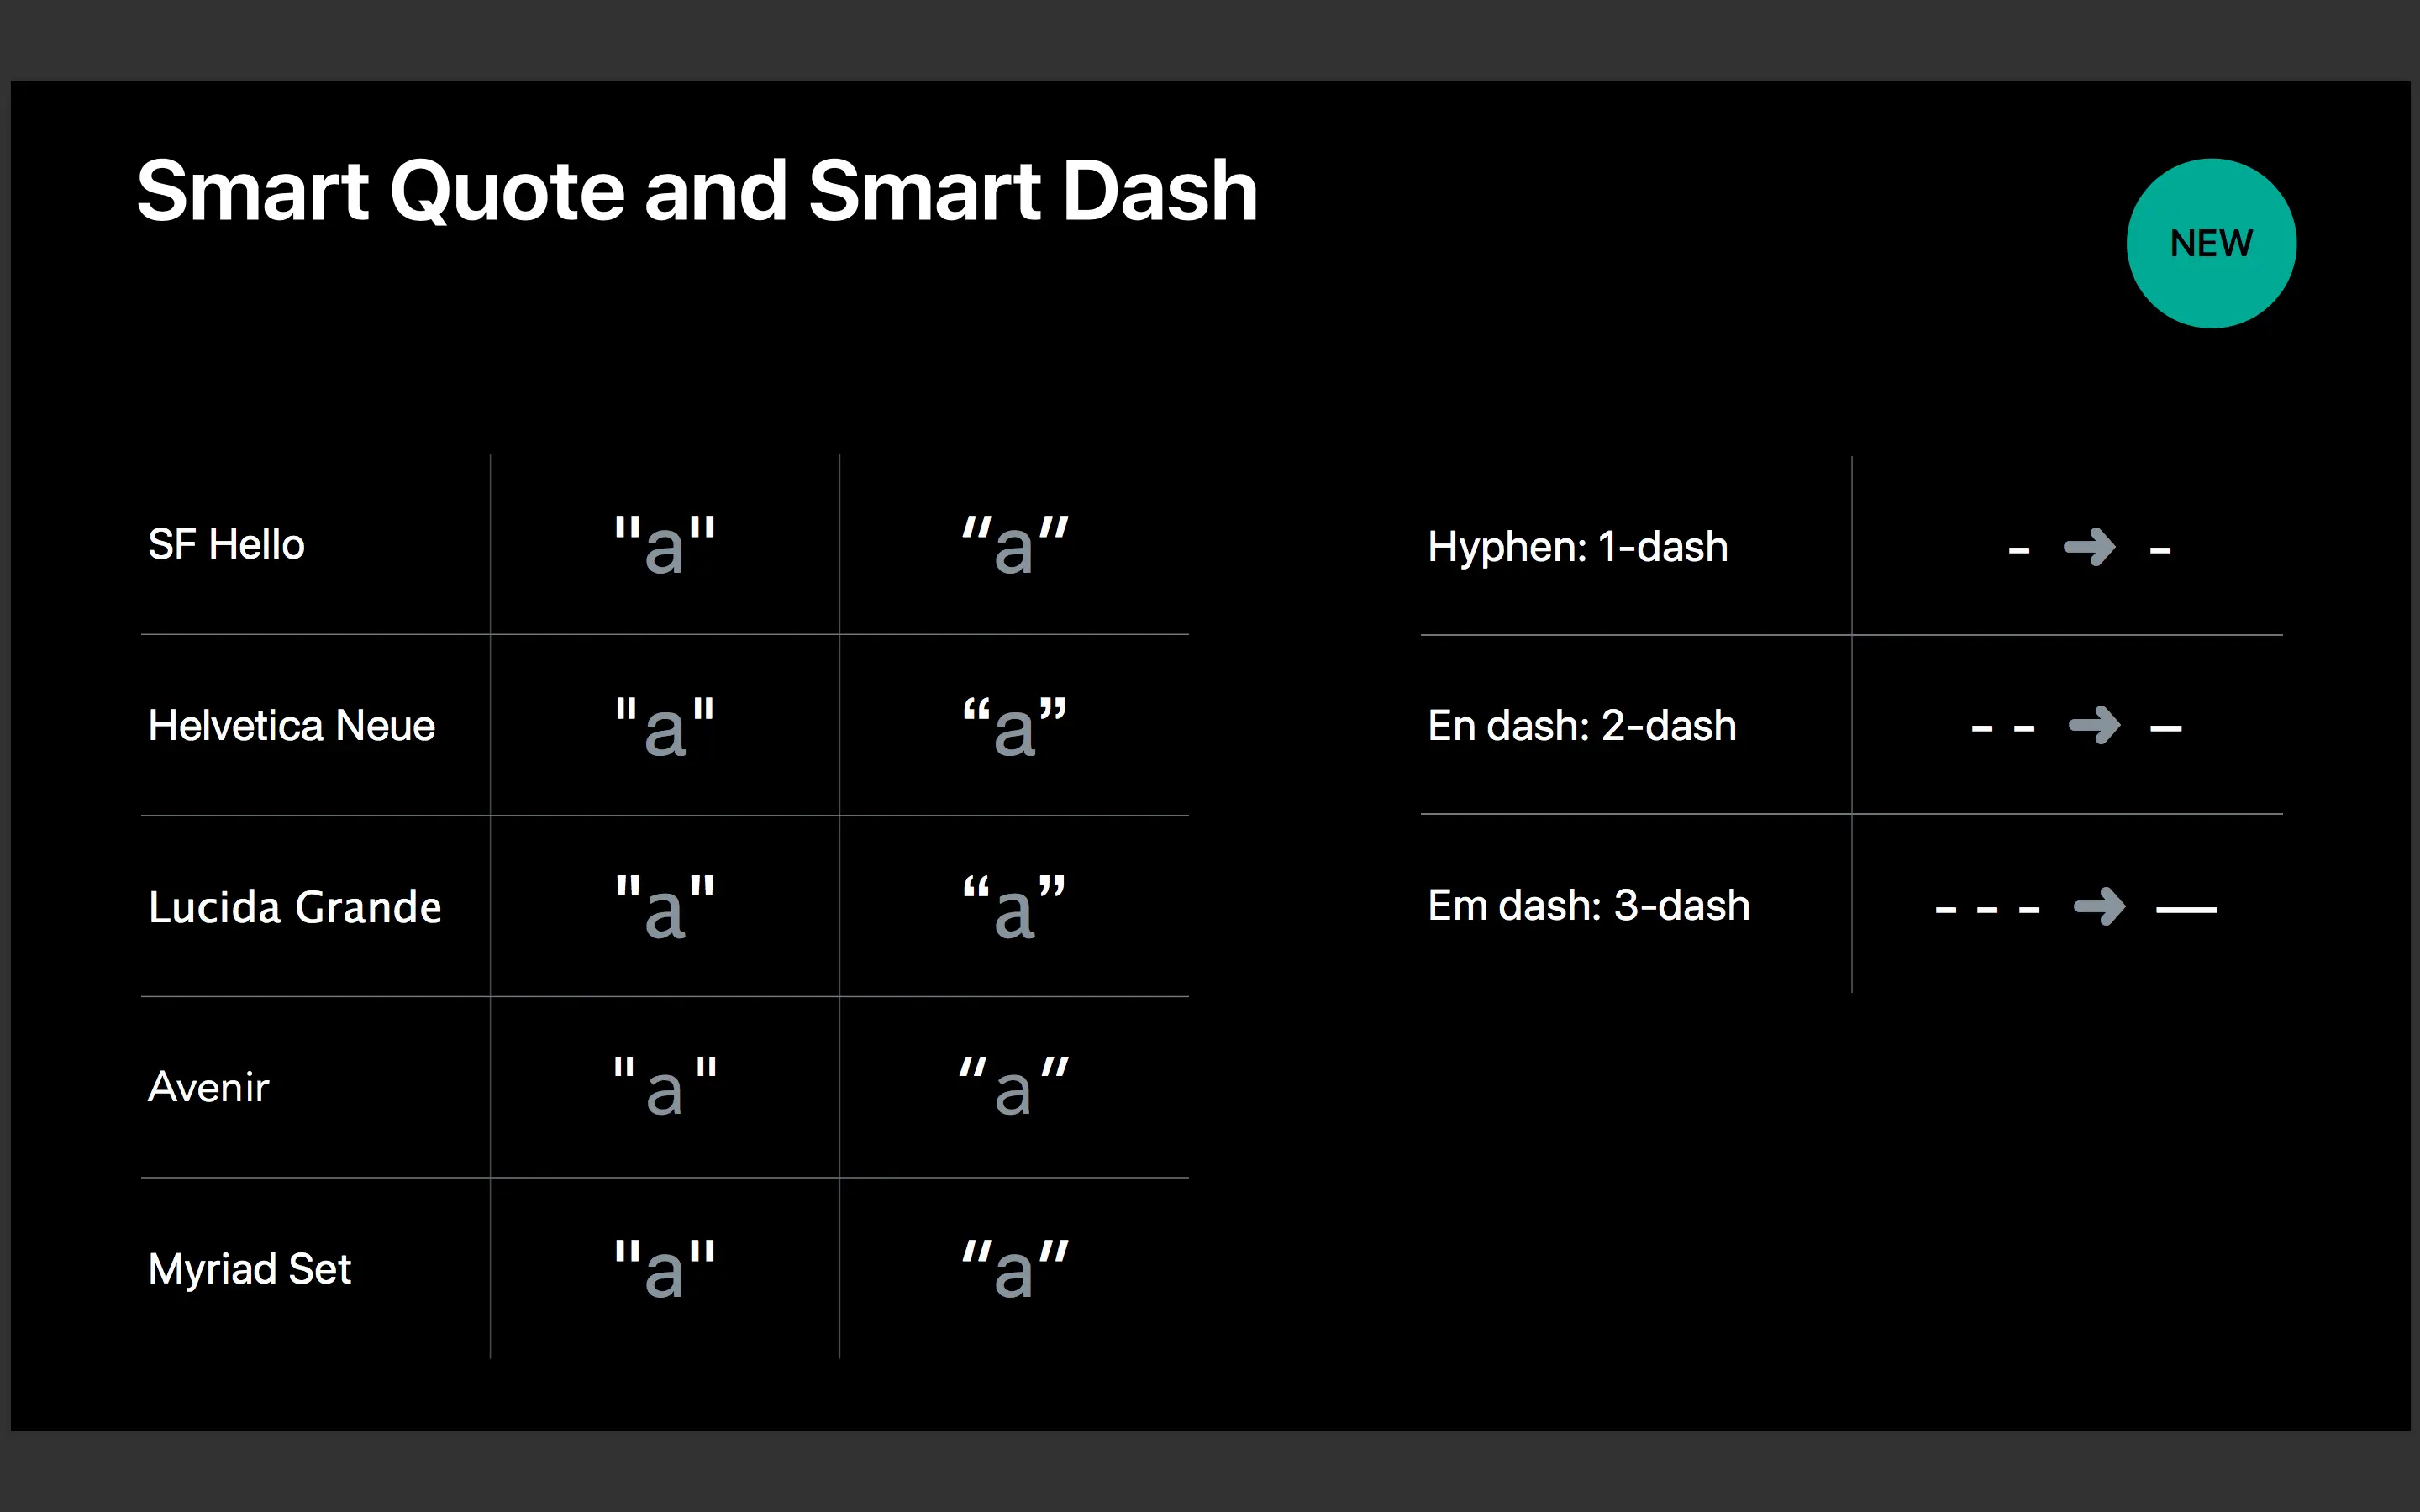 Smart Quote and Smart Dash
NEW
SF Hello "a" “a”
Helvetica Neue "a" “a”
Lucida Grande "a" “a”
Avenir "a" “a”
Myriad Set "a" “a”
Hyphen: 1-dash - ➜ -
En dash: 2-dash - - ➜ –
Em dash: 3-dash - - - ➜ —